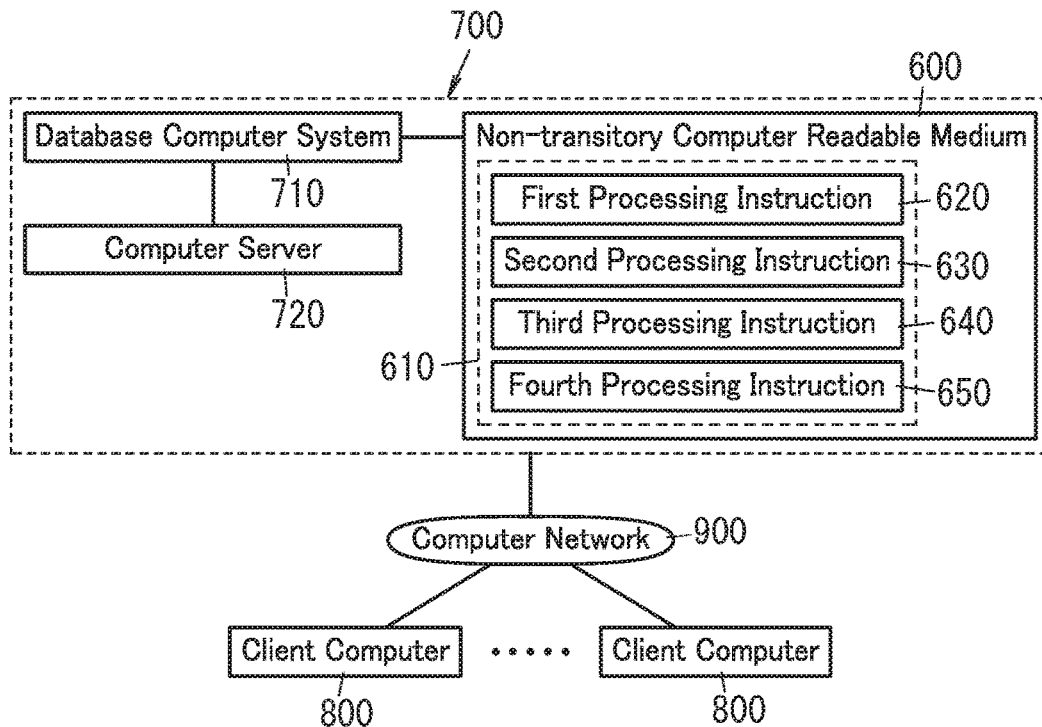 700
600
Database Computer System
710
Computer Server
720
Non-transitory Computer Readable Medium
First Processing Instruction
620
Second Processing Instruction
630
Third Processing Instruction
640
610
Fourth Processing Instruction
650
Computer Network
900
Client Computer
800
.....
Client Computer
800